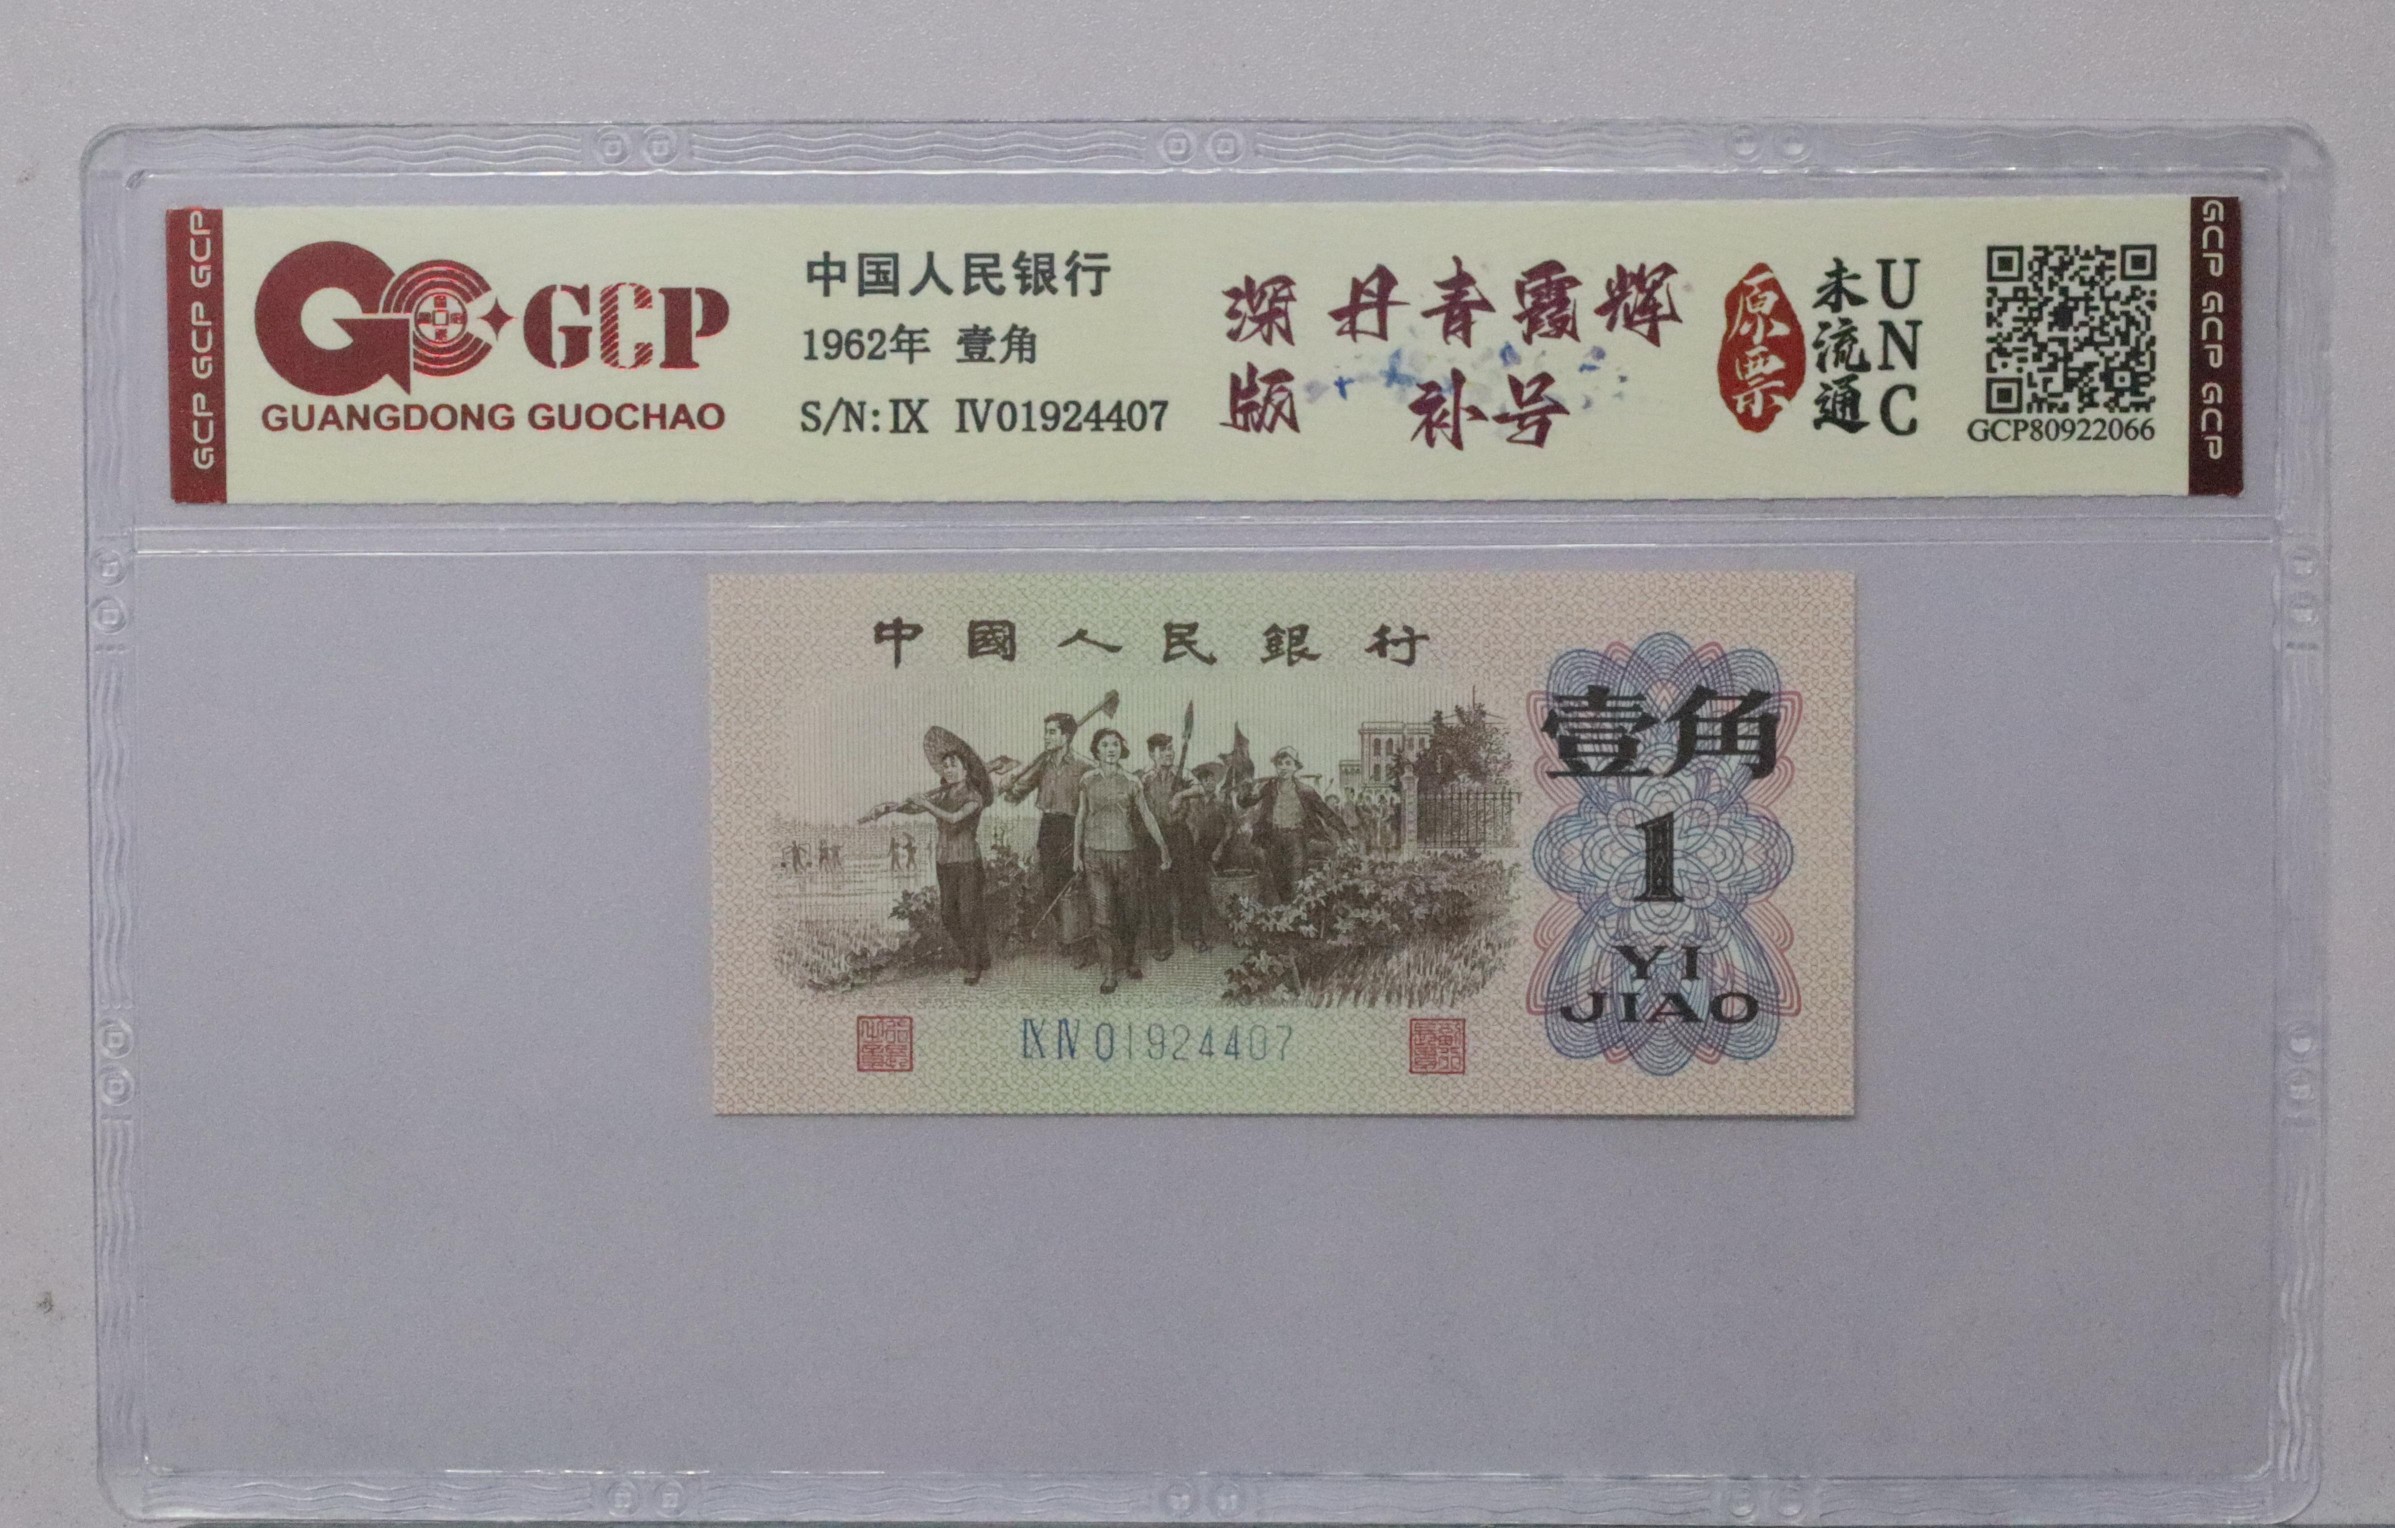 GCP GCP GCP
GCP
GUANGDONG GUOCHAO
中国人民银行
1962年 壹角
S/N: IX IV01924407
深版
丹青霞辉
补号
原票
未流通
UNC
GCP80922066
GCP GCP GCP
中國人民銀行
壹角
1
YI
JIAO
IX IV 01924407